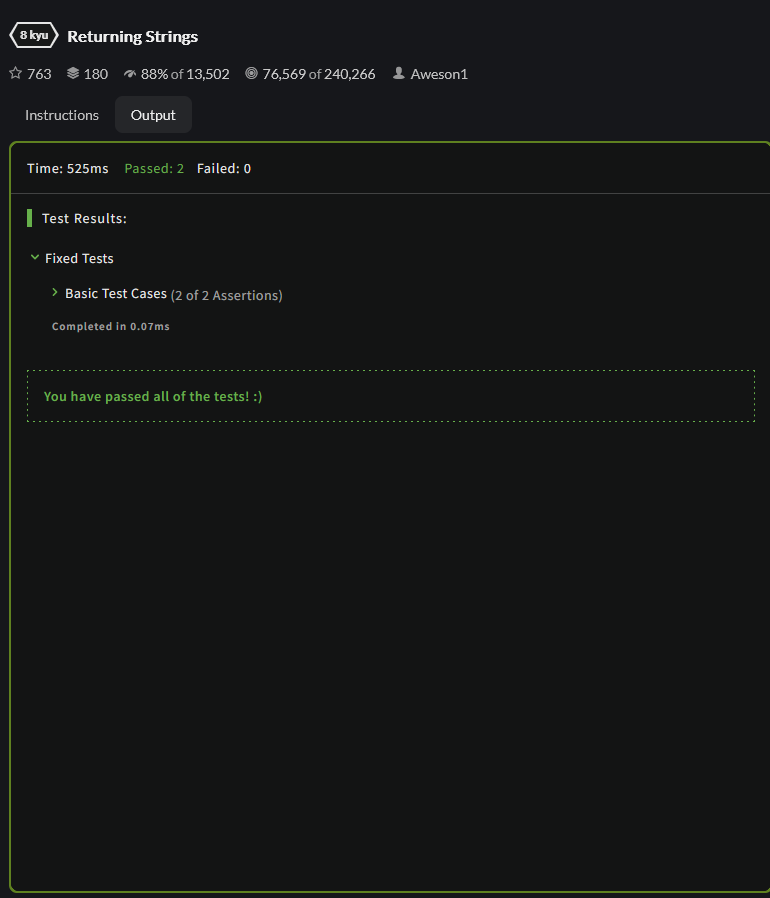 8 kyu Returning Strings
763 180 88% of 13,502 76,569 of 240,266 Aweson1
Instructions Output
Time: 525ms Passed: 2 Failed: 0
Test Results:
Fixed Tests
Basic Test Cases (2 of 2 Assertions)
Completed in 0.07ms
You have passed all of the tests! :)